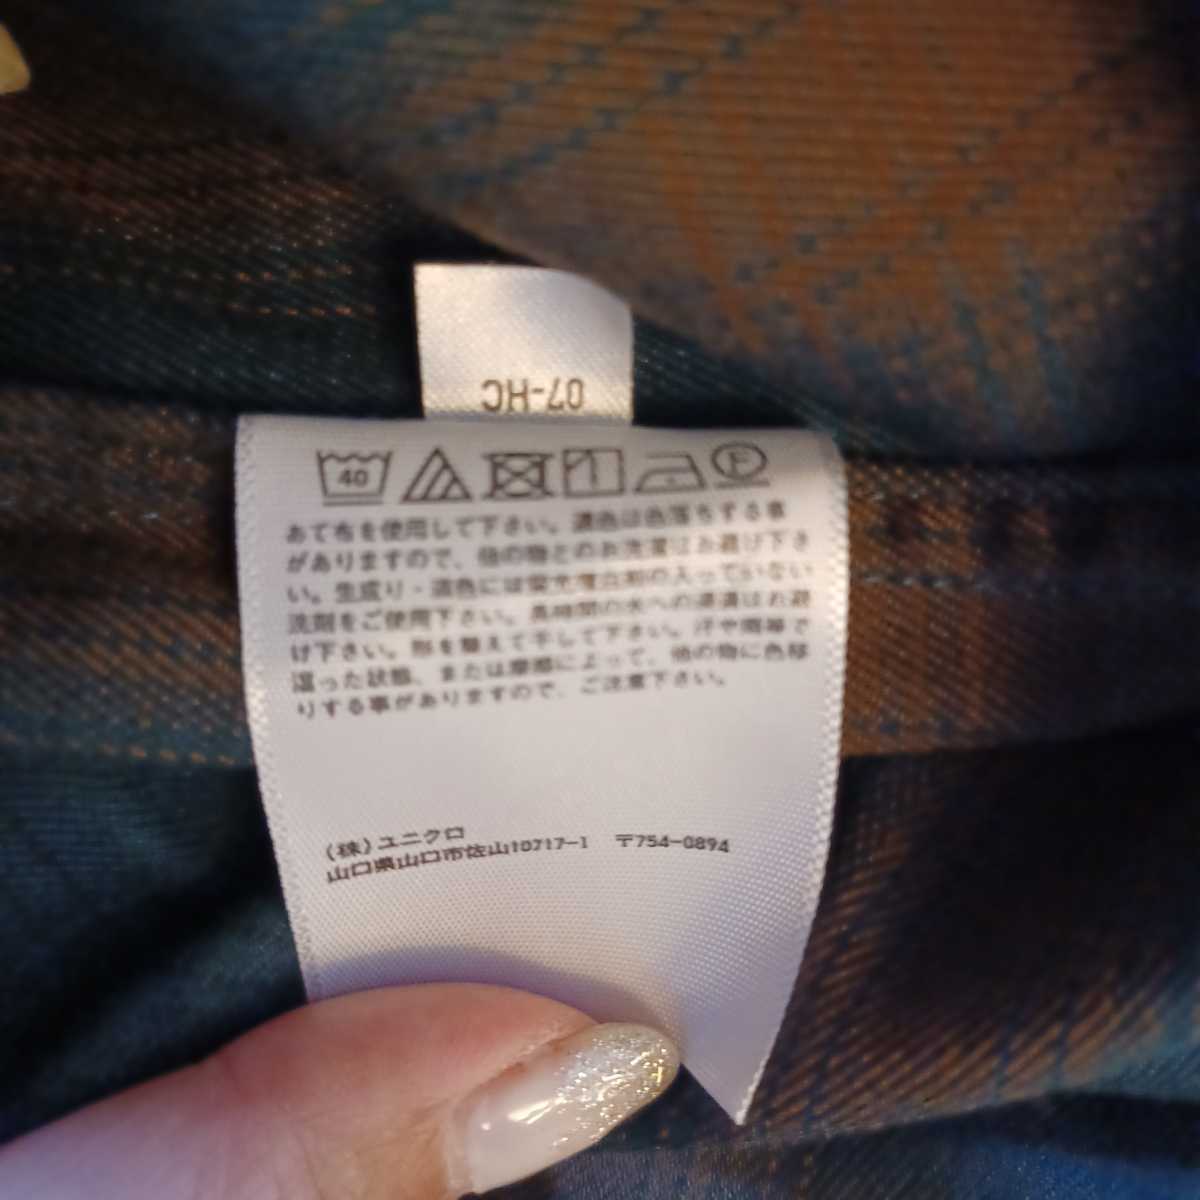 07-HC
40
F
あて布を使用して下さい。濃色は色落ちする事
がありますので、他の物とのお洗濯はお避け下さ
い。生成り・淡色には蛍光増白剤の入っていない
洗剤をご使用下さい。長時間の水への浸漬はお避
け下さい。形を整えて干して下さい。汗や雨等で
湿った状態、または摩擦によって、他の物に色移
りする事がありますので、ご注意下さい。
(株)ユニクロ
山口県山口市佐山10717-1 〒754-0894